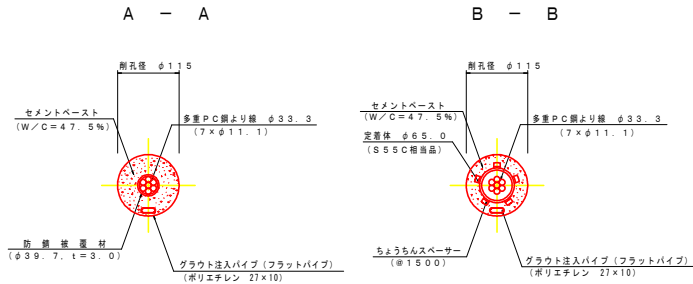 A － A
削孔径 φ115
セメントペースト
(W／C＝47.5%)
多重PC鋼より線 φ33.3
(7×φ11.1)
防錆被覆材
(φ39.7, t＝3.0)
グラウト注入パイプ(フラットパイプ)
(ポリエチレン 27×10)
B － B
削孔径 φ115
セメントペースト
(W／C＝47.5%)
定着体 φ65.0
(S55C相当品)
多重PC鋼より線 φ33.3
(7×φ11.1)
ちょうちんスペーサー
(@1500)
グラウト注入パイプ(フラットパイプ)
(ポリエチレン 27×10)